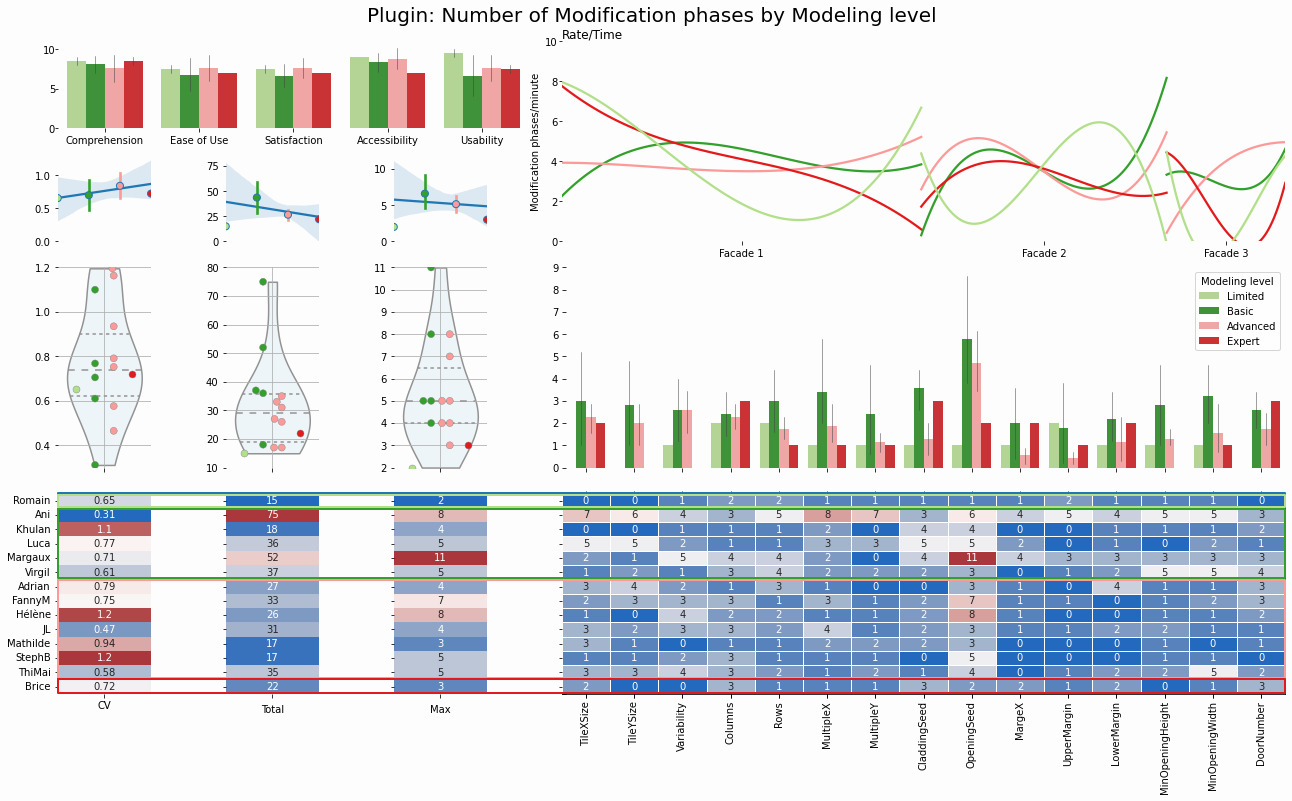 Plugin: Number of Modification phases by Modeling level
10
5
0
Comprehension Ease of Use Satisfaction Accessibility Usability
Rate/Time
Modification phases/minute
10
8
6
4
2
0
Facade 1 Facade 2 Facade 3
1.0
0.5
0.0
75
50
25
0
10
5
0
1.2
1.0
0.8
0.6
0.4
80
70
60
50
40
30
20
10
11
10
9
8
7
6
5
4
3
2
9
8
7
6
5
4
3
2
1
0
Modeling level
Limited
Basic
Advanced
Expert
Romain 0.65 15 2 0 0 1 2 2 1 1 1 1 1 2 1 1 1 0
Ani 0.31 75 8 7 6 4 3 5 8 7 3 6 4 5 4 5 5 3
Khulan 1.1 18 4 0 0 1 1 1 2 0 4 4 0 0 1 1 1 2
Luca 0.77 36 5 5 5 2 1 1 3 3 5 5 2 0 1 0 2 1
Margaux 0.71 52 11 2 1 5 4 4 2 0 4 11 4 3 3 3 3 3
Virgil 0.61 37 5 1 2 1 3 4 2 2 2 3 0 1 2 5 5 4
Adrian 0.79 27 4 3 4 2 1 3 1 0 0 3 1 0 4 1 1 3
FannyM 0.75 33 7 2 3 3 3 1 3 1 2 7 1 1 0 1 2 3
Hélène 1.2 26 8 1 0 4 2 2 1 1 2 8 1 0 0 1 1 2
JL 0.47 31 4 3 2 3 3 2 4 1 2 3 1 1 2 2 1 1
Mathilde 0.94 17 3 3 1 0 1 1 2 2 2 3 0 0 0 1 0 1
StephB 1.2 17 5 1 1 2 3 1 1 1 0 5 0 0 0 1 1 0
ThiMai 0.58 35 5 3 3 4 3 2 1 1 2 4 0 1 2 2 5 2
Brice 0.72 22 3 2 0 0 3 1 1 1 3 2 2 1 2 0 1 3
CV Total Max TileXSize TileYSize Variability Columns Rows MultipleX MultipleY CladdingSeed OpeningSeed MargeX UpperMargin LowerMargin MinOpeningHeight MinOpeningWidth DoorNumber